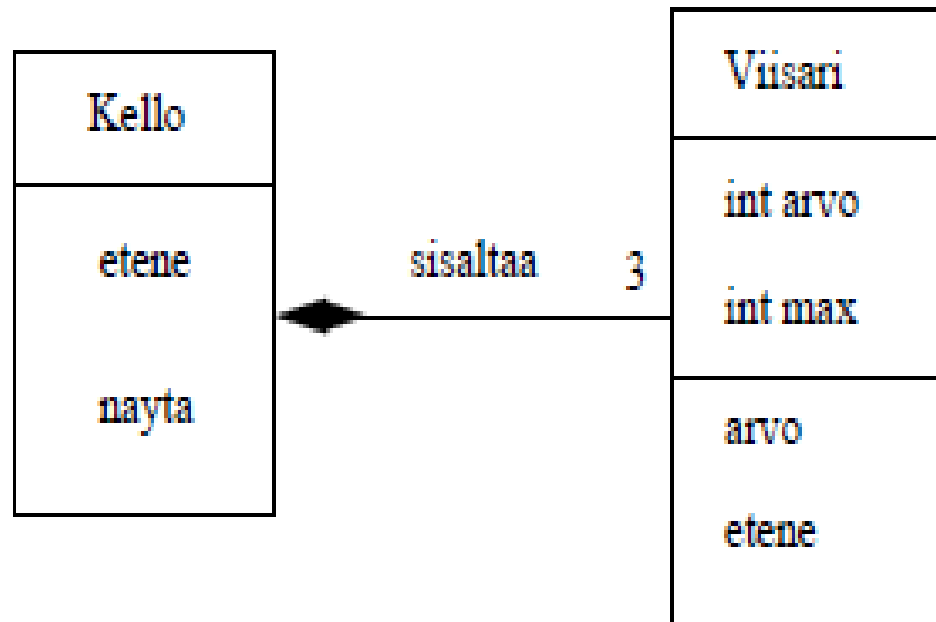 Kello
etene
nayta
sisaltaa
3
Viisari
int arvo
int max
arvo
etene